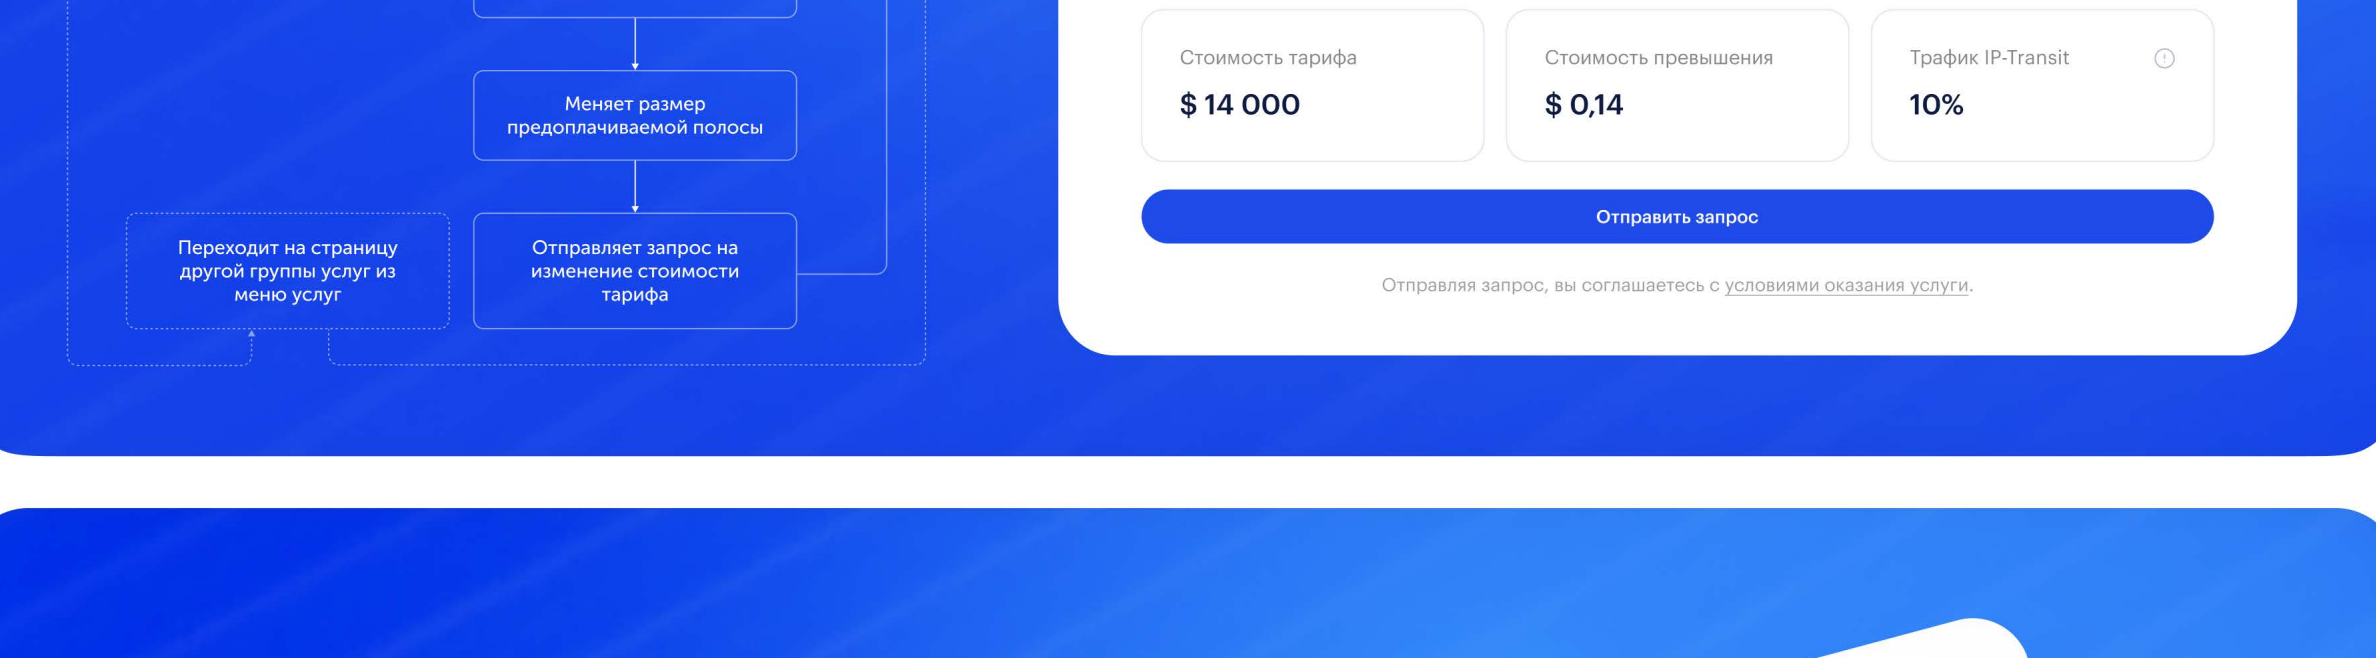 Меняет размер
предоплачиваемой полосы
Переходит на страницу
другой группы услуг из
меню услуг
Отправляет запрос на
изменение стоимости
тарифа
Стоимость тарифа
$ 14 000
Стоимость превышения
$ 0,14
Трафик IP-Transit
10%
Отправить запрос
Отправляя запрос, вы соглашаетесь с условиями оказания услуги.